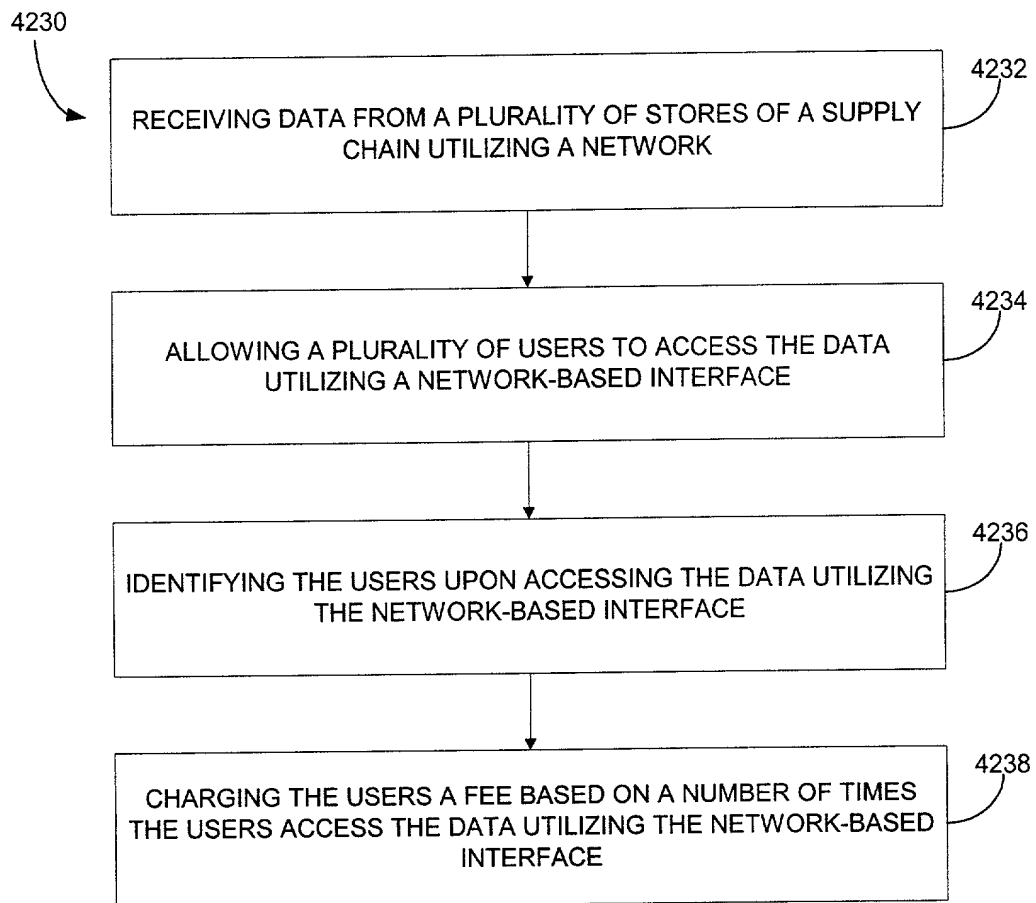 4230
4232
RECEIVING DATA FROM A PLURALITY OF STORES OF A SUPPLY
CHAIN UTILIZING A NETWORK
4234
ALLOWING A PLURALITY OF USERS TO ACCESS THE DATA
UTILIZING A NETWORK-BASED INTERFACE
4236
IDENTIFYING THE USERS UPON ACCESSING THE DATA UTILIZING
THE NETWORK-BASED INTERFACE
4238
CHARGING THE USERS A FEE BASED ON A NUMBER OF TIMES
THE USERS ACCESS THE DATA UTILIZING THE NETWORK-BASED
INTERFACE